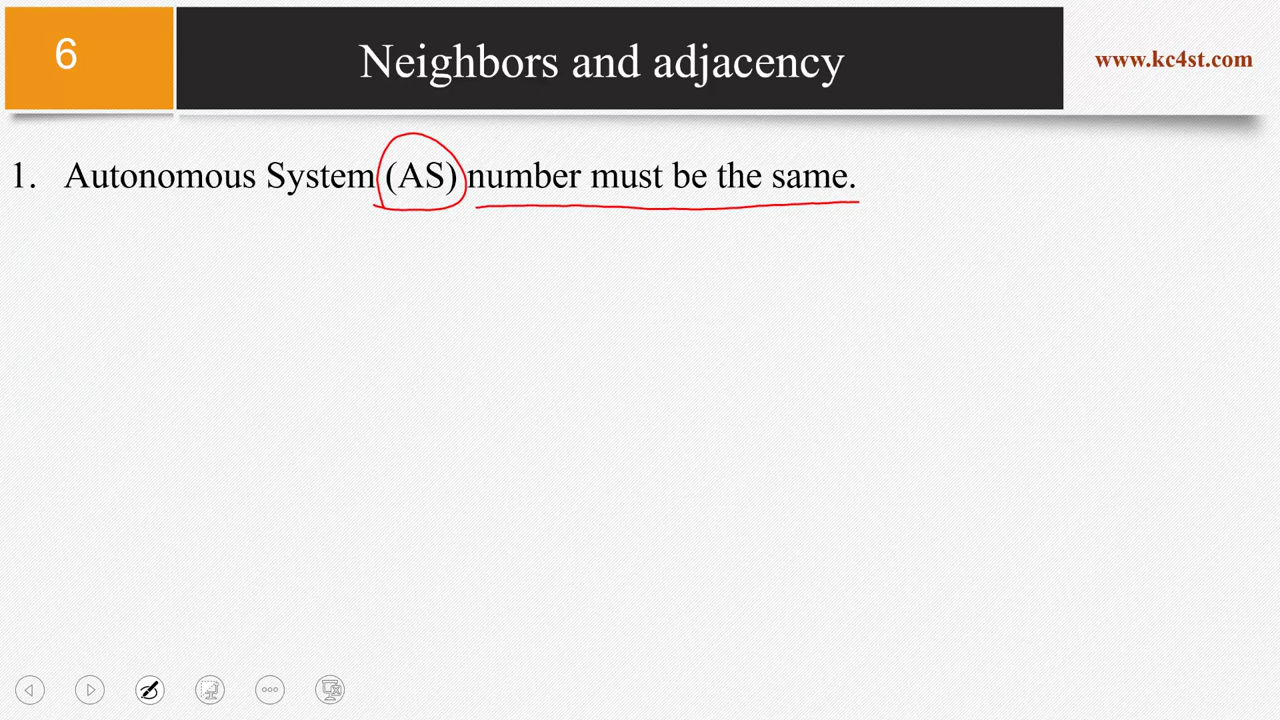 6
Neighbors and adjacency
www.kc4st.com
1. Autonomous System (AS) number must be the same.